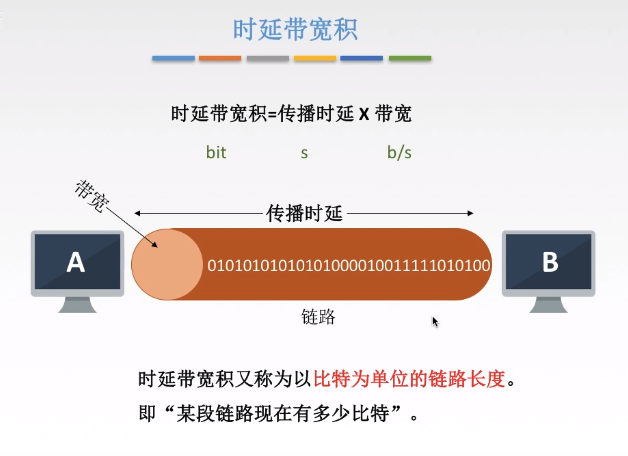 时延带宽积
时延带宽积=传播时延 X 带宽
bit s b/s
带宽
传播时延
A
0101010101010100001001111101010​0
B
链路
时延带宽积又称为以比特为单位的链路长度。
即“某段链路现在有多少比特”。